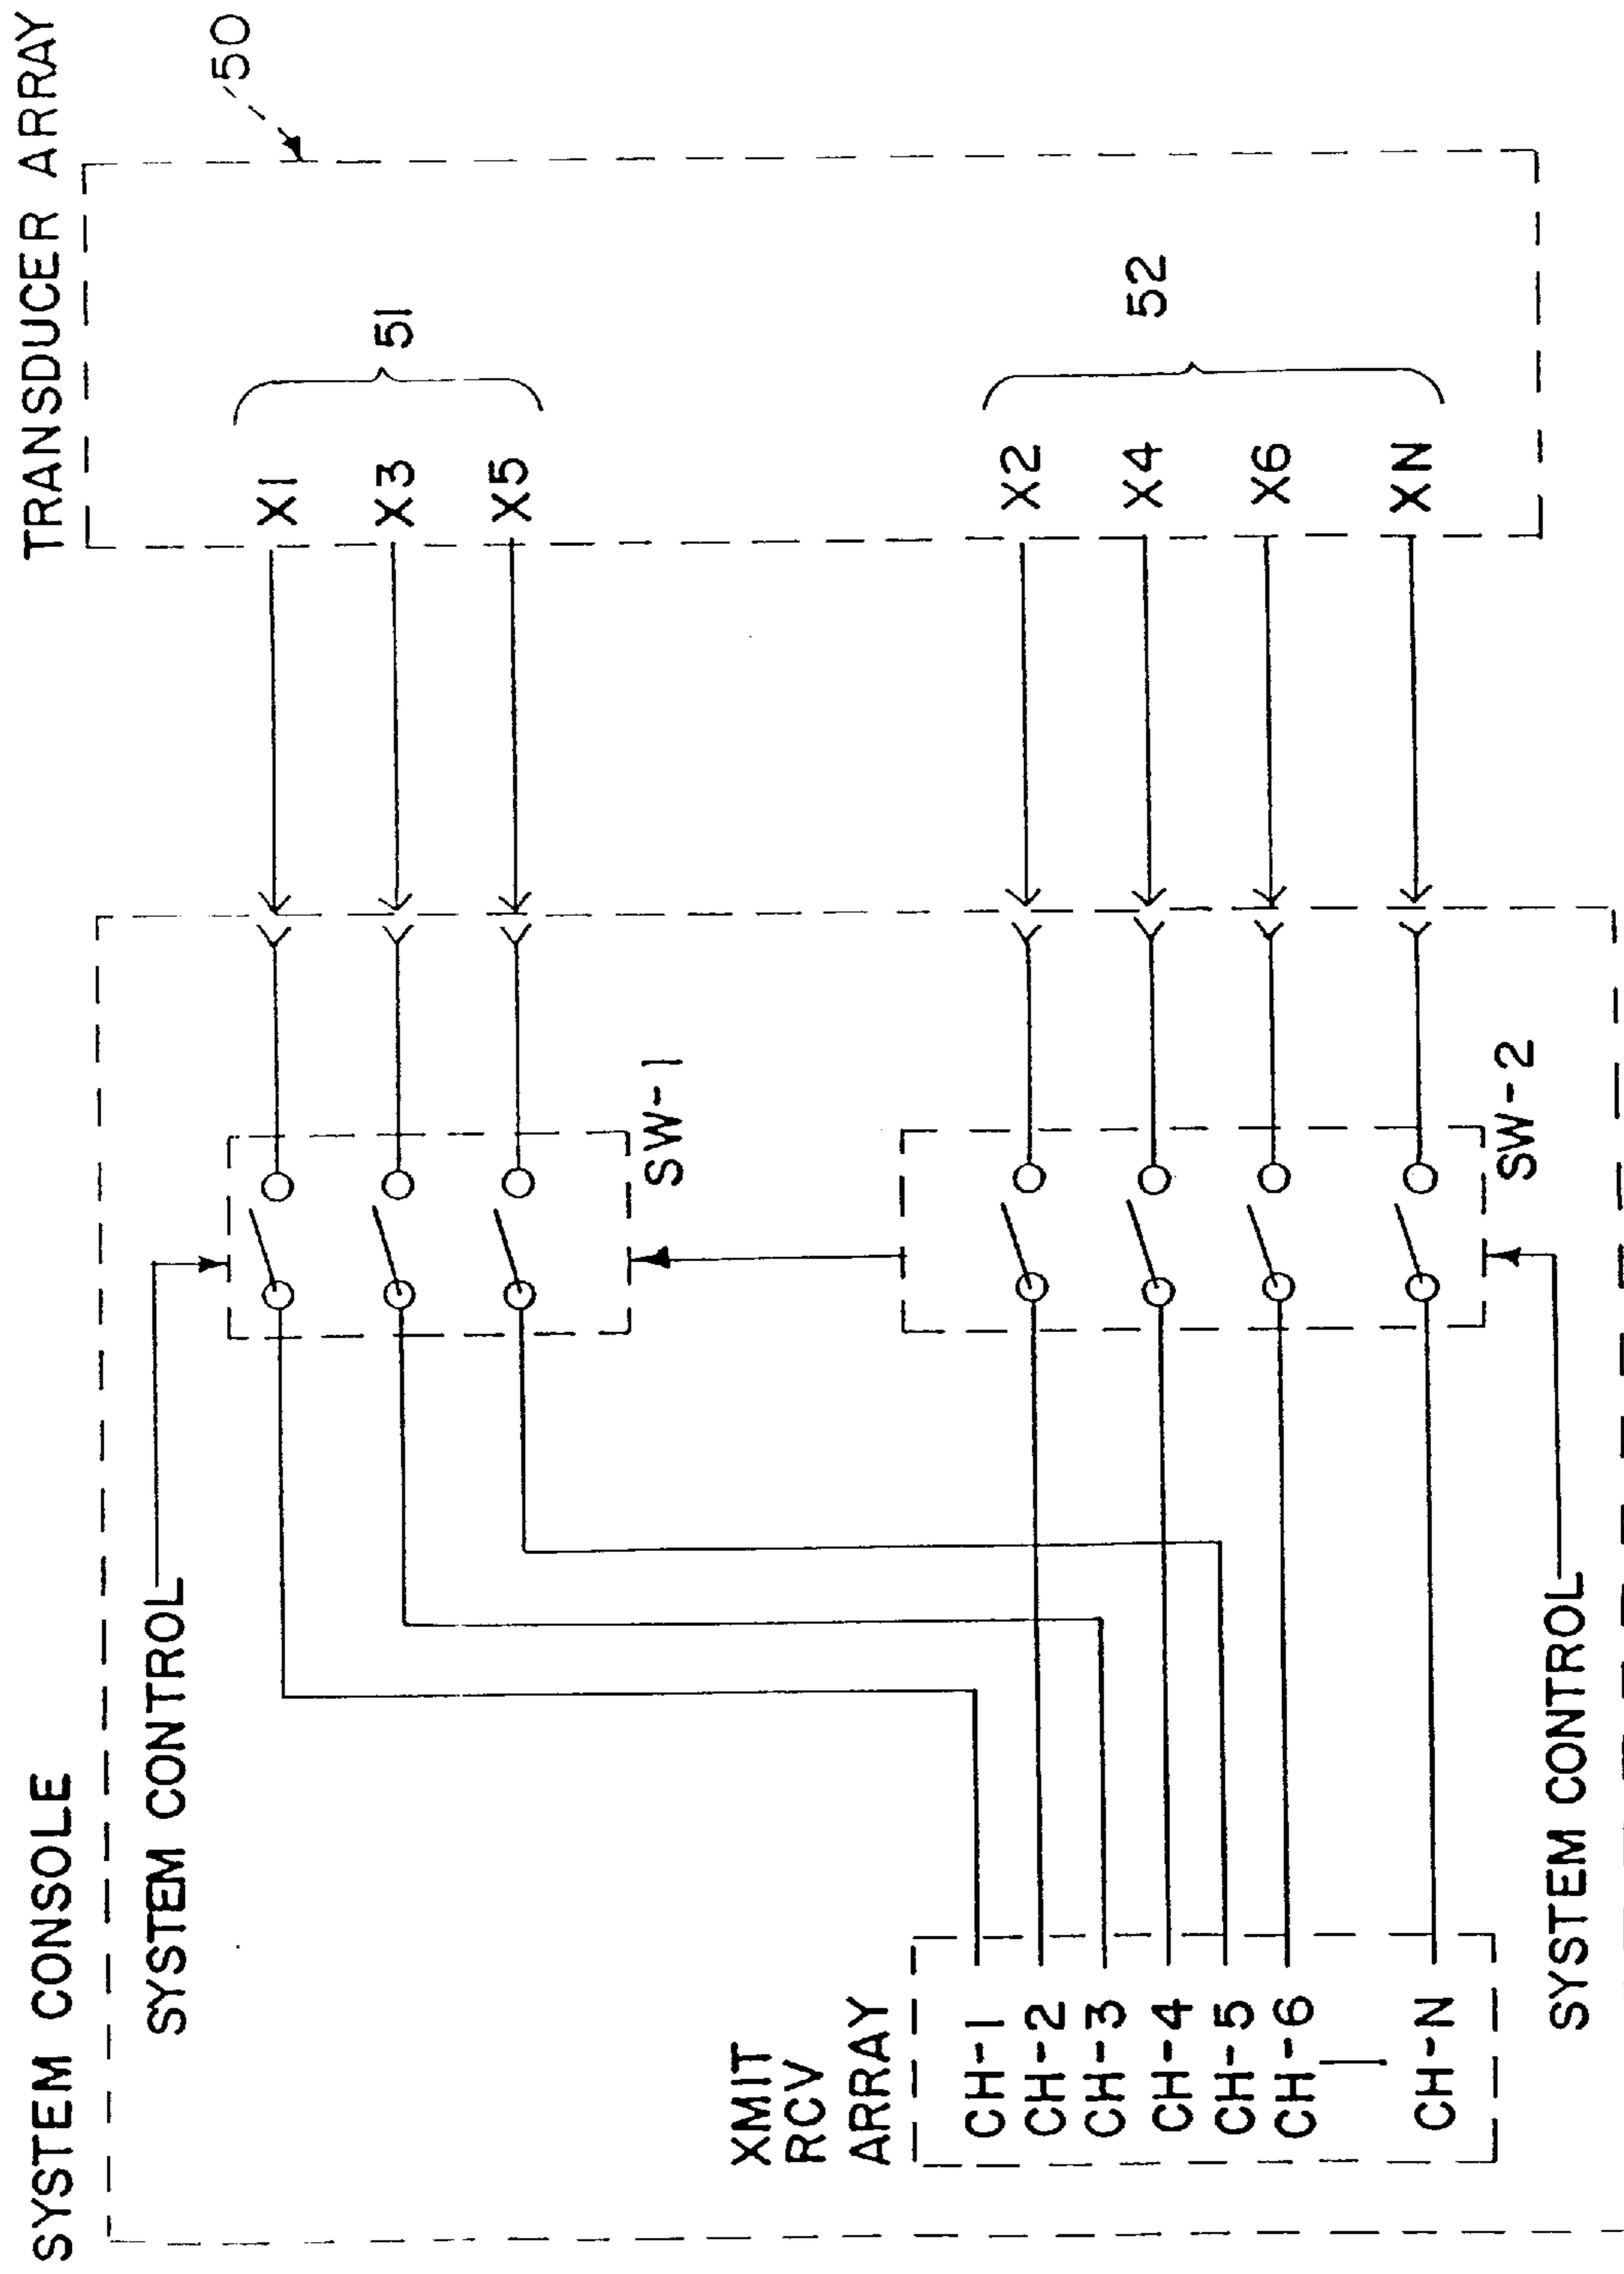 SYSTEM CONSOLE
TRANSDUCER ARRAY
50
SYSTEM CONTROL
X1
X3
X5
51
SW-1
XMIT
RCV
ARRAY
CH-1
CH-2
CH-3
CH-4
CH-5
CH-6
CH-N
X2
X4
X6
XN
52
SW-2
SYSTEM CONTROL